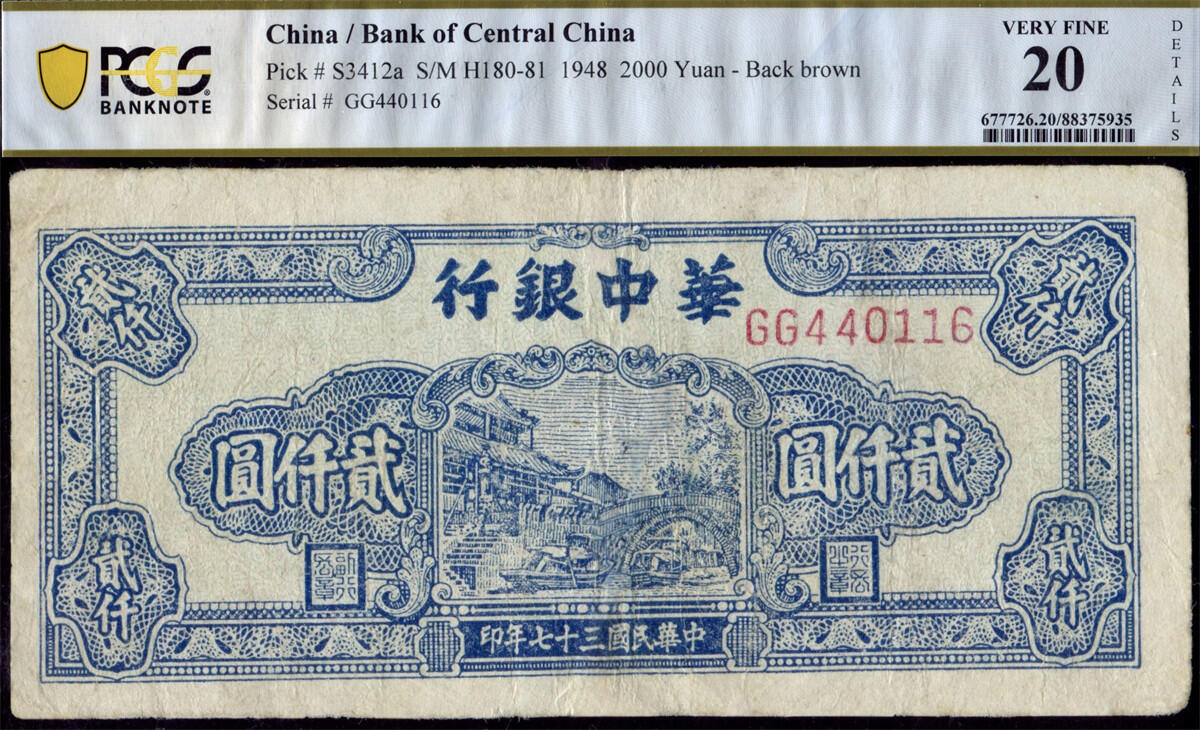 PCGS
BANKNOTE
China / Bank of Central China
Pick # S3412a S/M H180-81 1948 2000 Yuan - Back brown
Serial # GG440116
VERY FINE
20
677726.20/88375935
DETAILS
華中銀行
GG440116
貳仟
貳仟
貳仟圓
貳仟圓
貳仟
貳仟
中華民國三十七年印